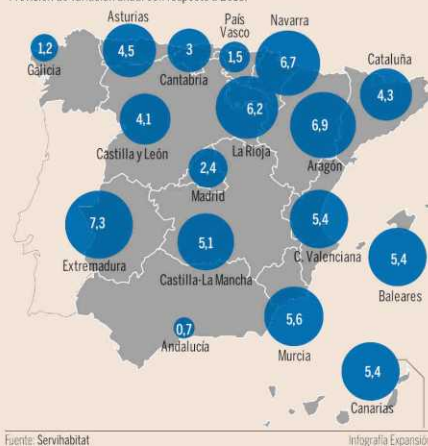 Asturias
4,5
3
Cantabria
País
Vasco
1,5
Navarra
6,7
1,2
Galicia
Cataluña
4,3
4,1
Castilla y León
6,2
La Rioja
6,9
Aragón
2,4
Madrid
7,3
Extremadura
5,1
Castilla-La Mancha
5,4
C. Valenciana
5,4
Baleares
0,7
Andalucía
5,6
Murcia
5,4
Canarias
Fuente: Servihabitat
Infografía Expansión